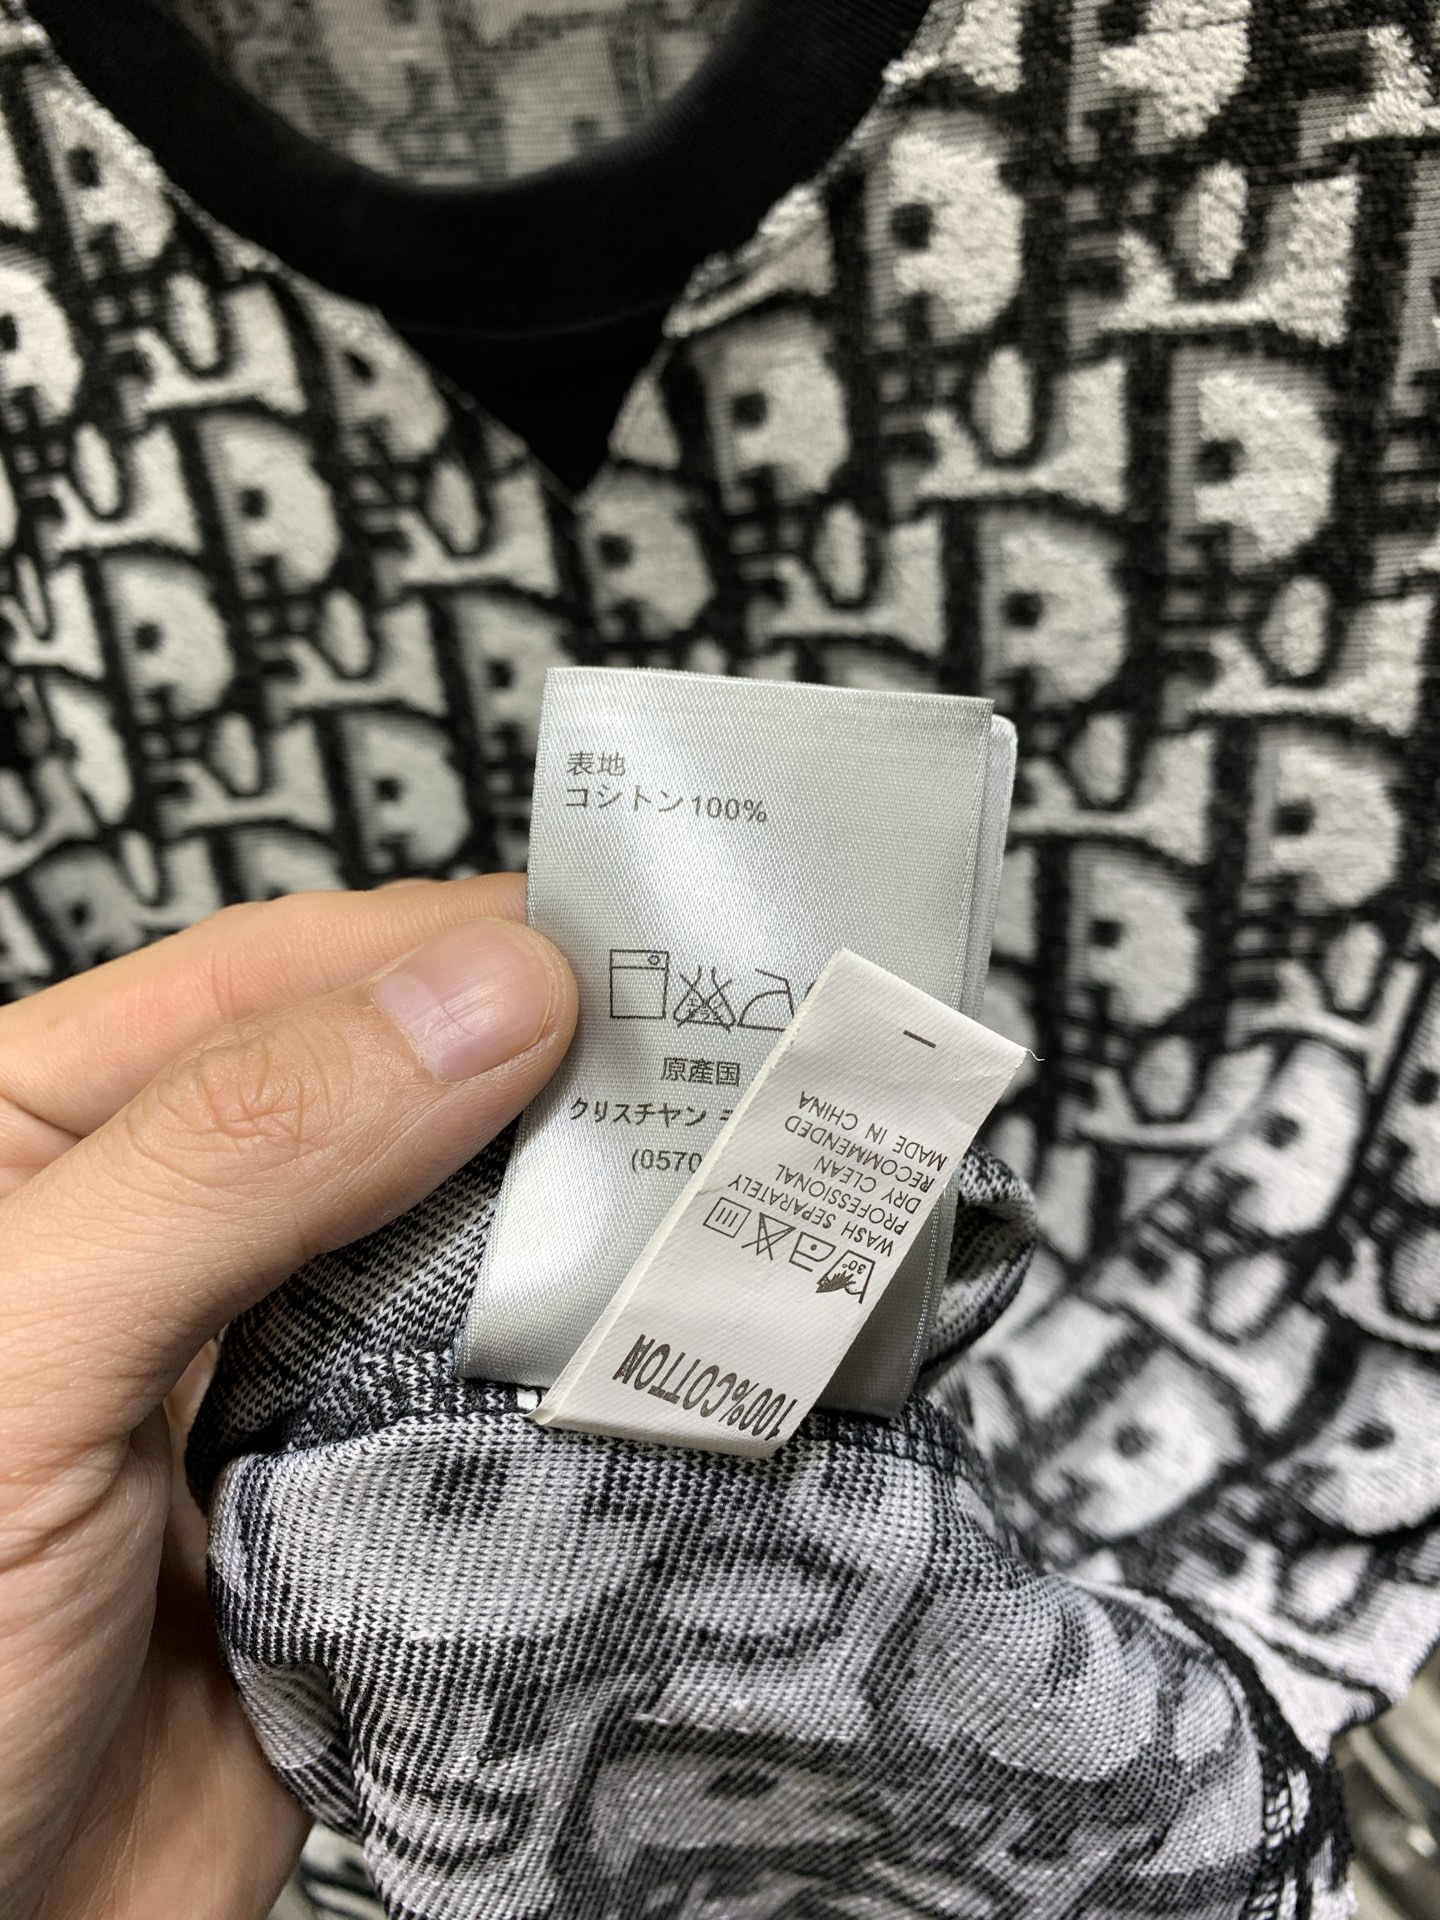 表地
コシトン100%
原産国
クリスチヤン
(0570
100%COTTON
30°
WASH SEPARATELY
PROFESSIONAL
DRY CLEAN
RECOMMENDED
MADE IN CHINA